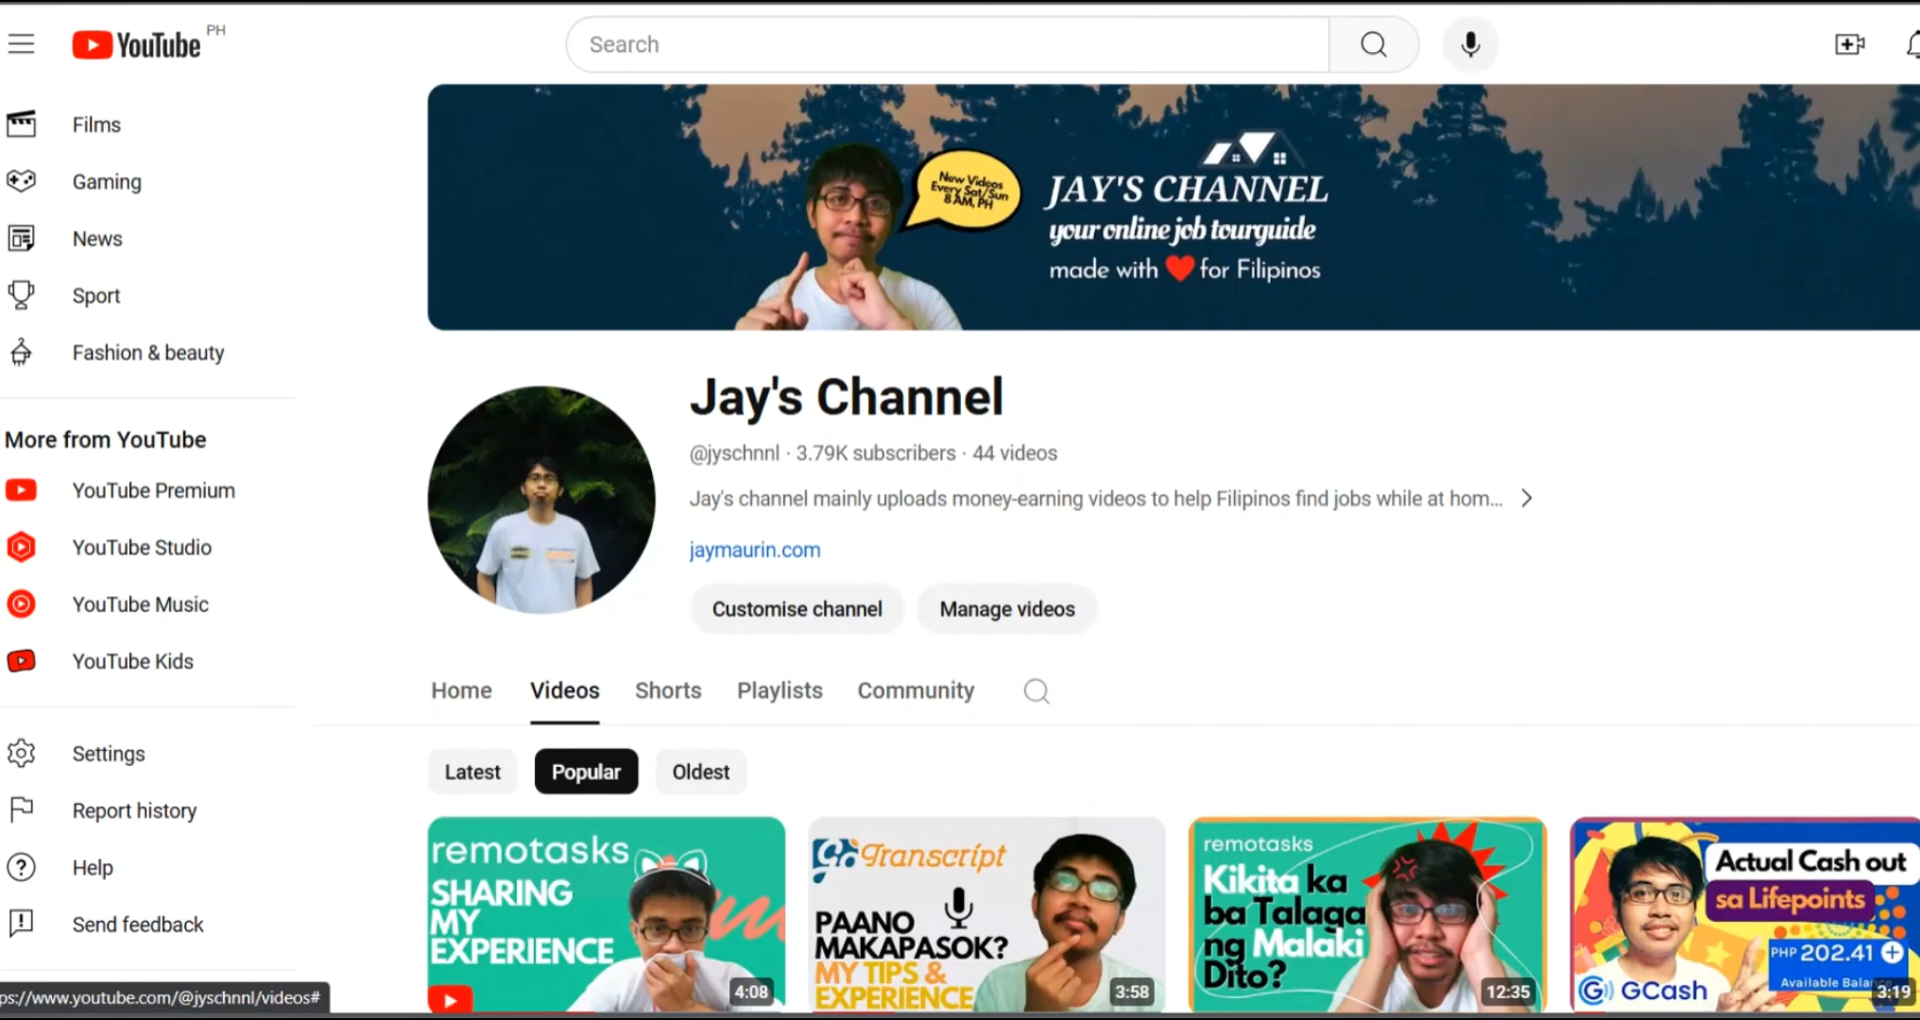 YouTube PH
Search
Films
Gaming
News
Sport
Fashion & beauty
More from YouTube
YouTube Premium
YouTube Studio
YouTube Music
YouTube Kids
Settings
Report history
Help
Send feedback
ps://www.youtube.com/@jyschnnl/videos#
New Videos
Every Sat/Sun
8 AM, PH
JAY'S CHANNEL
your online job tourguide
made with ❤ for Filipinos
Jay's Channel
@jyschnnl · 3.79K subscribers · 44 videos
Jay's channel mainly uploads money-earning videos to help Filipinos find jobs while at hom...
jaymaurin.com
Customise channel
Manage videos
Home
Videos
Shorts
Playlists
Community
Latest
Popular
Oldest
remotasks
SHARING
MY
EXPERIENCE
4:08
goTranscript
PAANO
MAKAPASOK?
MY TIPS &
EXPERIENCE
3:58
remotasks
Kikita ka
ba Talaga
ng Malaki
Dito?
12:35
Actual Cash out
sa Lifepoints
PHP 202.41
Available Balan
GCash
3:19